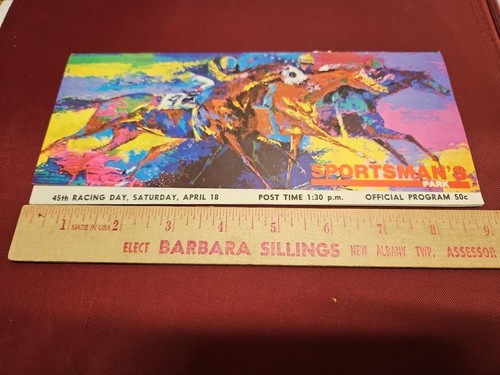 SPORTSMAN'S
PARK
45th RACING DAY, SATURDAY, APRIL 18 POST TIME 1:30 p.m. OFFICIAL PROGRAM 50c
1 MADE IN USA 2 3 4 5 6 7 8 9
ELECT BARBARA SILLINGS NEW ALBANY TWP. ASSESSOR